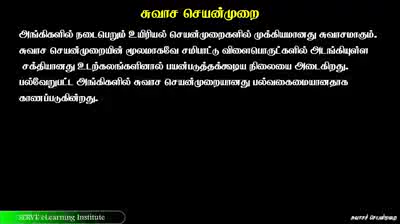 சுவாச செயன்முறை
அங்கிகளில் நடைபெறும் உயிரியல் செயன்முறைகளில் முக்கியமானது சுவாசமாகும்.
சுவாச செயன்முறையின் மூலமாகவே சமிபாட்டு விளைபொருட்களில் அடங்கியுள்ள
சக்தியானது உடற்கலங்களினால் பயன்படுத்தக்கூடிய நிலையை அடைகிறது.
பல்வேறுபட்ட அங்கிகளில் சுவாச செயன்முறையானது பல்வகைமையானதாக
காணப்படுகின்றது.
SERVE eLearning Institute
சுவாசச் செயன்முறை